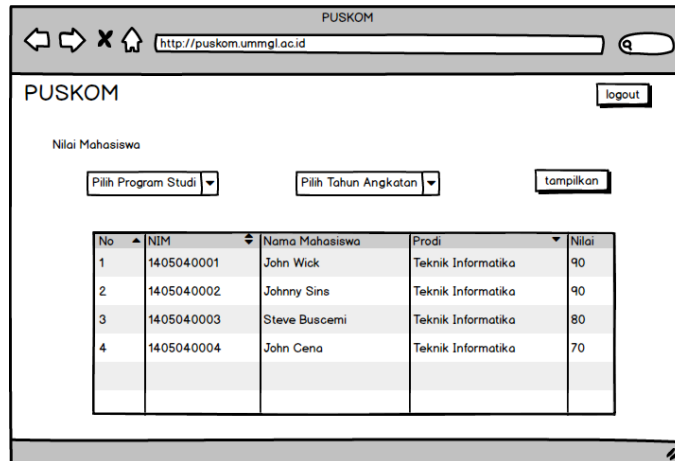 PUSKOM
http://puskom.ummgl.ac.id
PUSKOM
logout
Nilai Mahasiswa
Pilih Program Studi
Pilih Tahun Angkatan
tampilkan
No NIM Nama Mahasiswa Prodi Nilai
1 1405040001 John Wick Teknik Informatika 90
2 1405040002 Johnny Sins Teknik Informatika 90
3 1405040003 Steve Buscemi Teknik Informatika 80
4 1405040004 John Cena Teknik Informatika 70